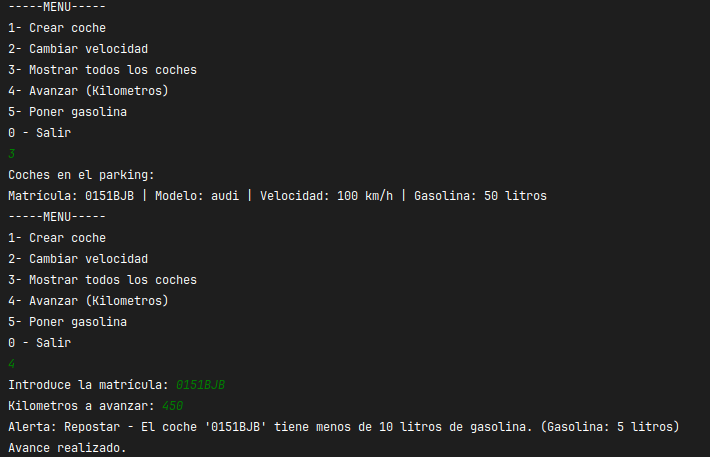 -----MENU-----
1- Crear coche
2- Cambiar velocidad
3- Mostrar todos los coches
4- Avanzar (Kilometros)
5- Poner gasolina
0 - Salir
3
Coches en el parking:
Matrícula: 0151BJB | Modelo: audi | Velocidad: 100 km/h | Gasolina: 50 litros
-----MENU-----
1- Crear coche
2- Cambiar velocidad
3- Mostrar todos los coches
4- Avanzar (Kilometros)
5- Poner gasolina
0 - Salir
4
Introduce la matrícula: 0151BJB
Kilometros a avanzar: 450
Alerta: Repostar - El coche '0151BJB' tiene menos de 10 litros de gasolina. (Gasolina: 5 litros)
Avance realizado.